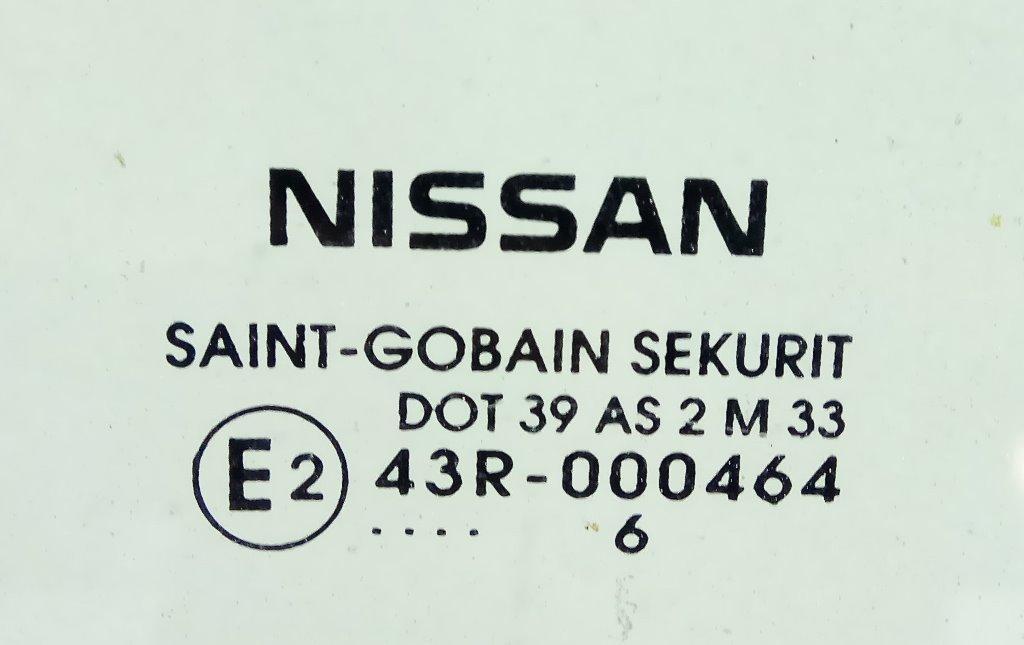 NISSAN
SAINT-GOBAIN SEKURIT
DOT 39 AS 2 M 33
E2 43R-000464
.... 6